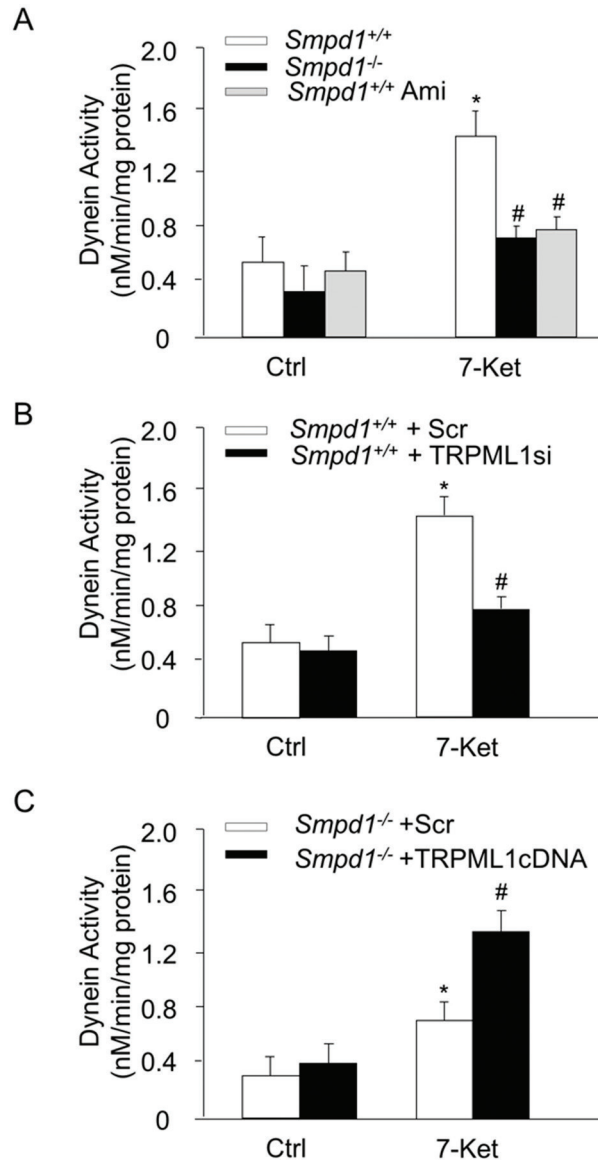 A
Smpd1+/+
Smpd1-/-
Smpd1+/+ Ami
Dynein Activity
(nM/min/mg protein)
2.0
1.6
1.2
0.8
0.4
0
*
#
#
Ctrl
7-Ket
B
Smpd1+/+ + Scr
Smpd1+/+ + TRPML1si
Dynein Activity
(nM/min/mg protein)
2.0
1.6
1.2
0.8
0.4
0
*
#
Ctrl
7-Ket
C
Smpd1-/- +Scr
Smpd1-/- +TRPML1cDNA
Dynein Activity
(nM/min/mg protein)
2.0
1.6
1.2
0.8
0.4
0
*
#
Ctrl
7-Ket